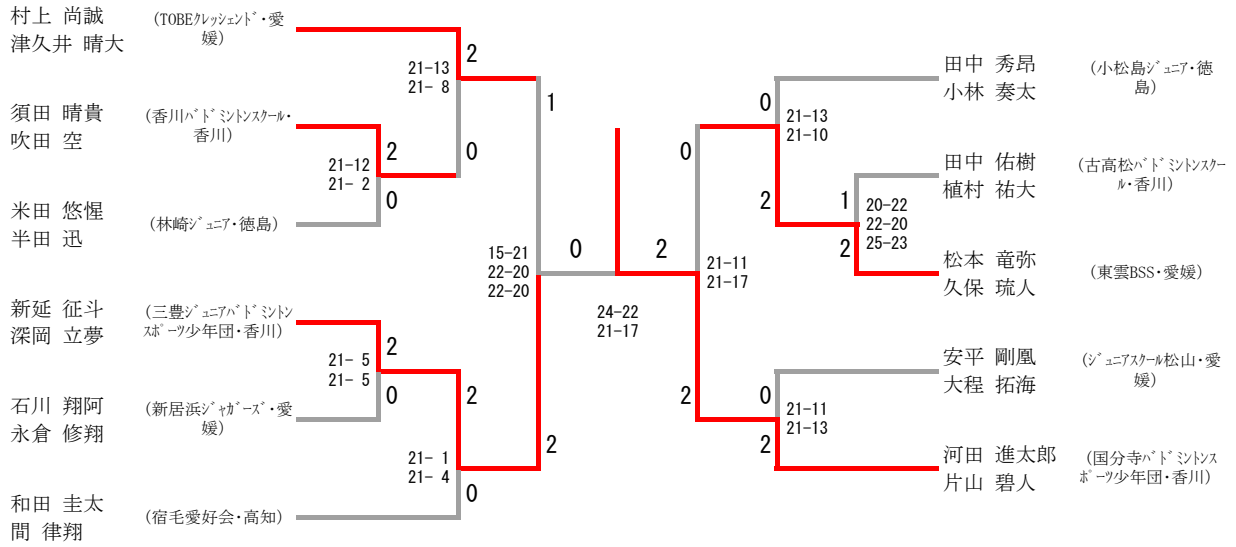 村上 尚誠
津久井 晴大
(TOBEｸﾚｯｼｪﾝﾄﾞ・愛
媛)
須田 晴貴
吹田 空
(香川ﾊﾞﾄﾞﾐﾝﾄﾝｽｸｰﾙ・
香川)
米田 悠惺
半田 迅
(林崎ｼﾞｭﾆｱ・徳島)
新延 征斗
深岡 立夢
(三豊ｼﾞｭﾆｱﾊﾞﾄﾞﾐﾝﾄﾝ
ｽﾎﾟｰﾂ少年団・香川)
石川 翔阿
永倉 修翔
(新居浜ｼﾞｬｶﾞｰｽﾞ・愛
媛)
和田 圭太
間 律翔
(宿毛愛好会・高知)
2
21-13
21- 8
0
2
21-12
21- 2
0
1
15-21
22-20
22-20
2
2
21- 5
21- 5
0
2
21- 1
21- 4
0
0
2
24-22
21-17
0
21-11
21-17
2
0
21-13
21-10
2
1
20-22
22-20
25-23
2
0
21-11
21-13
2
田中 秀昂
小林 奏太
(小松島ｼﾞｭﾆｱ・徳
島)
田中 佑樹
植村 祐大
(古高松ﾊﾞﾄﾞﾐﾝﾄﾝｽｸｰ
ﾙ・香川)
松本 竜弥
久保 琉人
(東雲BSS・愛媛)
安平 剛凰
大程 拓海
(ｼﾞｭﾆｱｽｸｰﾙ松山・愛
媛)
河田 進太郎
片山 碧人
(国分寺ﾊﾞﾄﾞﾐﾝﾄﾝｽ
ﾎﾟｰﾂ少年団・香川)